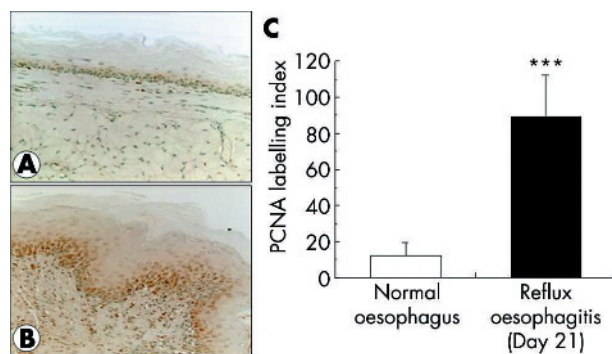 A
B
C
PCNA labelling index
120
100
80
60
40
20
0
***
Normal
oesophagus
Reflux
oesophagitis
(Day 21)